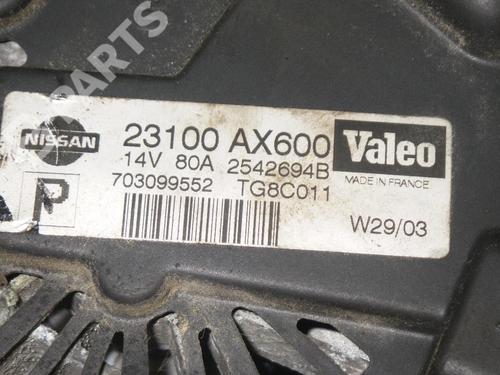 PARTS
NISSAN
23100 AX600
14V 80A 2542694B
703099552 TG8C011
P
Valeo
MADE IN FRANCE
W29/03